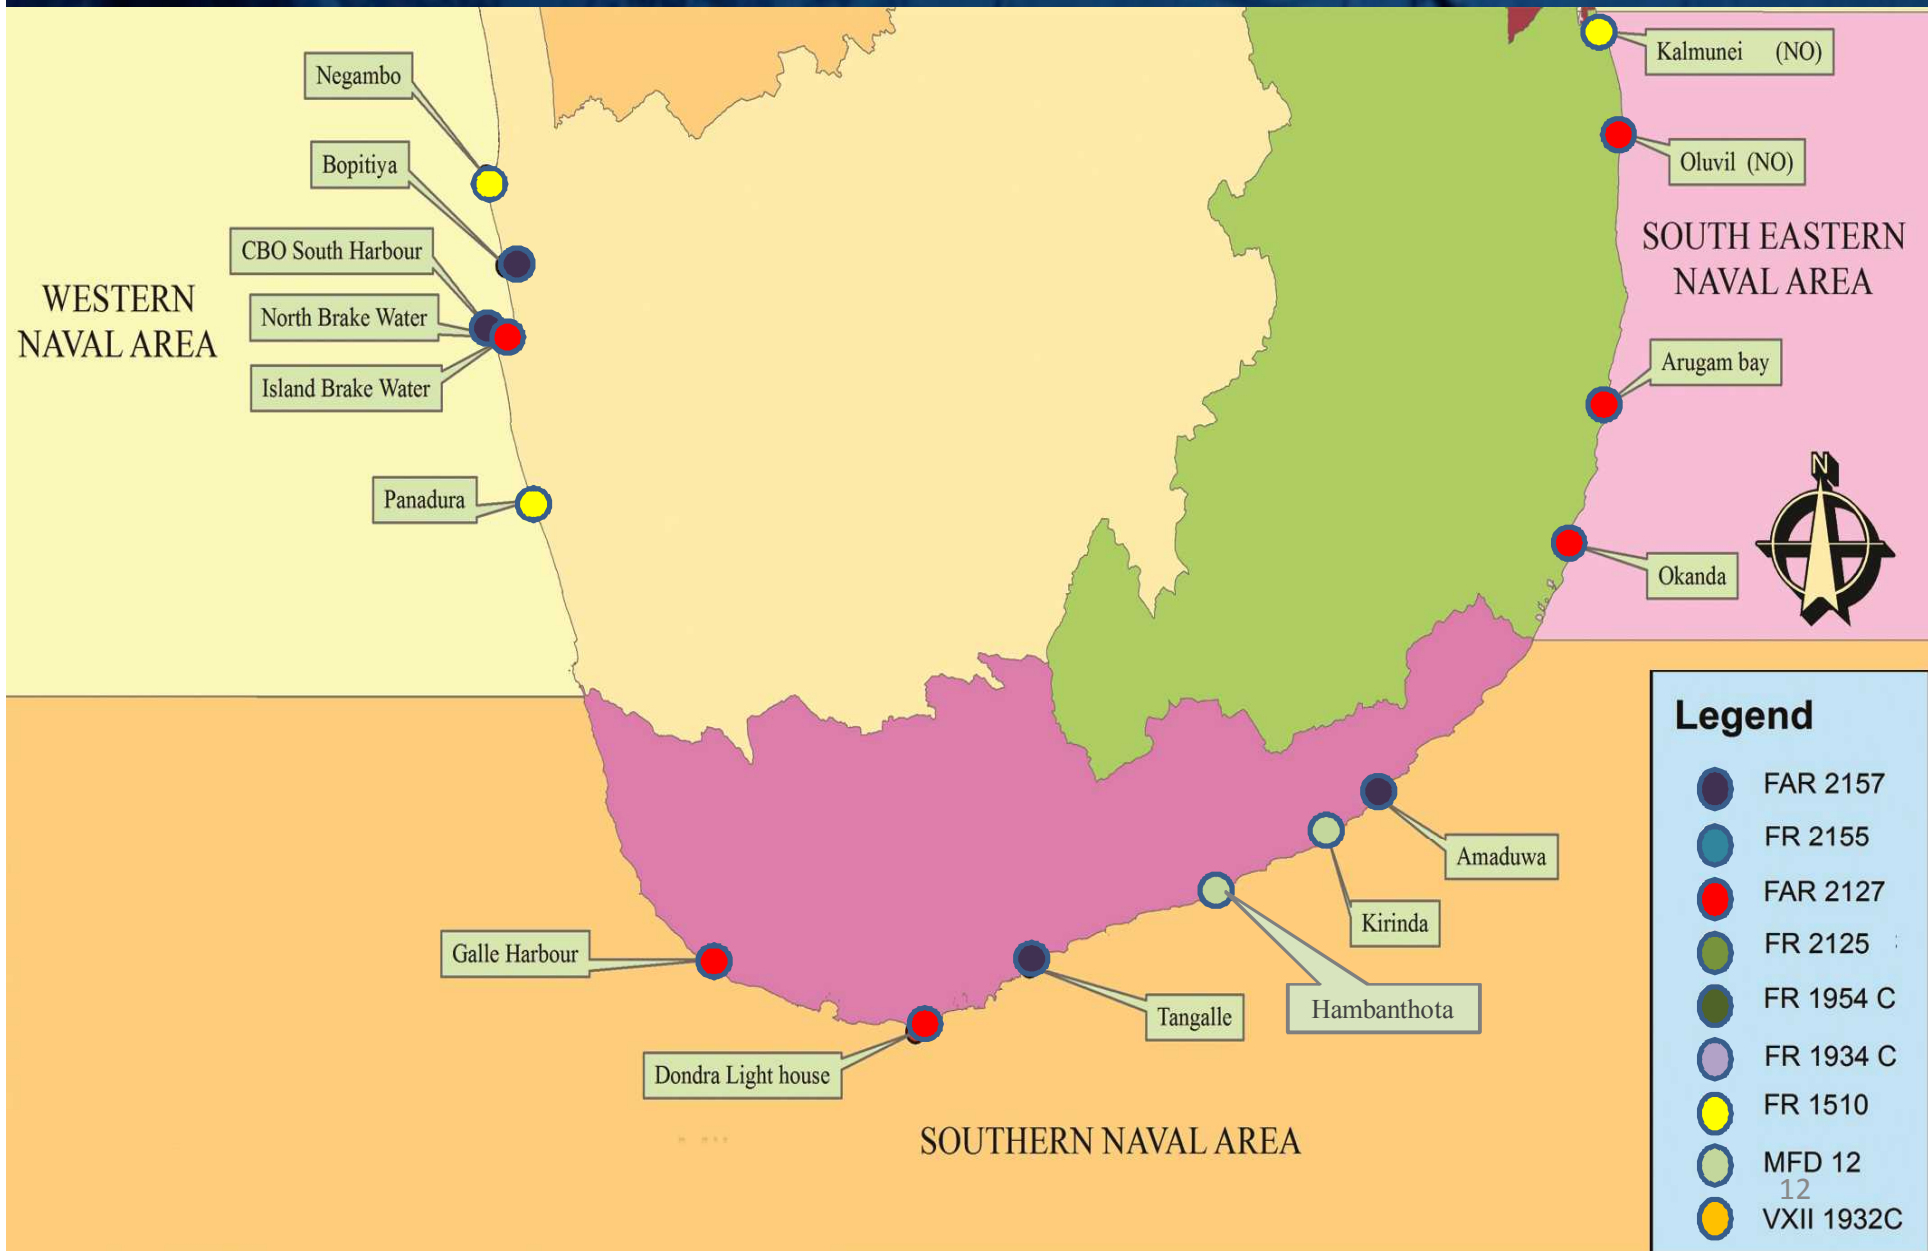 Negambo
Kalmunei (NO)
Bopitiya
Oluvil (NO)
CBO South Harbour
SOUTH EASTERN
NAVAL AREA
WESTERN
NAVAL AREA
North Brake Water
Island Brake Water
Arugam bay
N
Panadura
Okanda
Legend
FAR 2157
FR 2155
FAR 2127
FR 2125
FR 1954 C
FR 1934 C
FR 1510
MFD 12
12
VXII 1932C
Amaduwa
Kirinda
Galle Harbour
Hambanthota
Tangalle
Dondra Light house
SOUTHERN NAVAL AREA